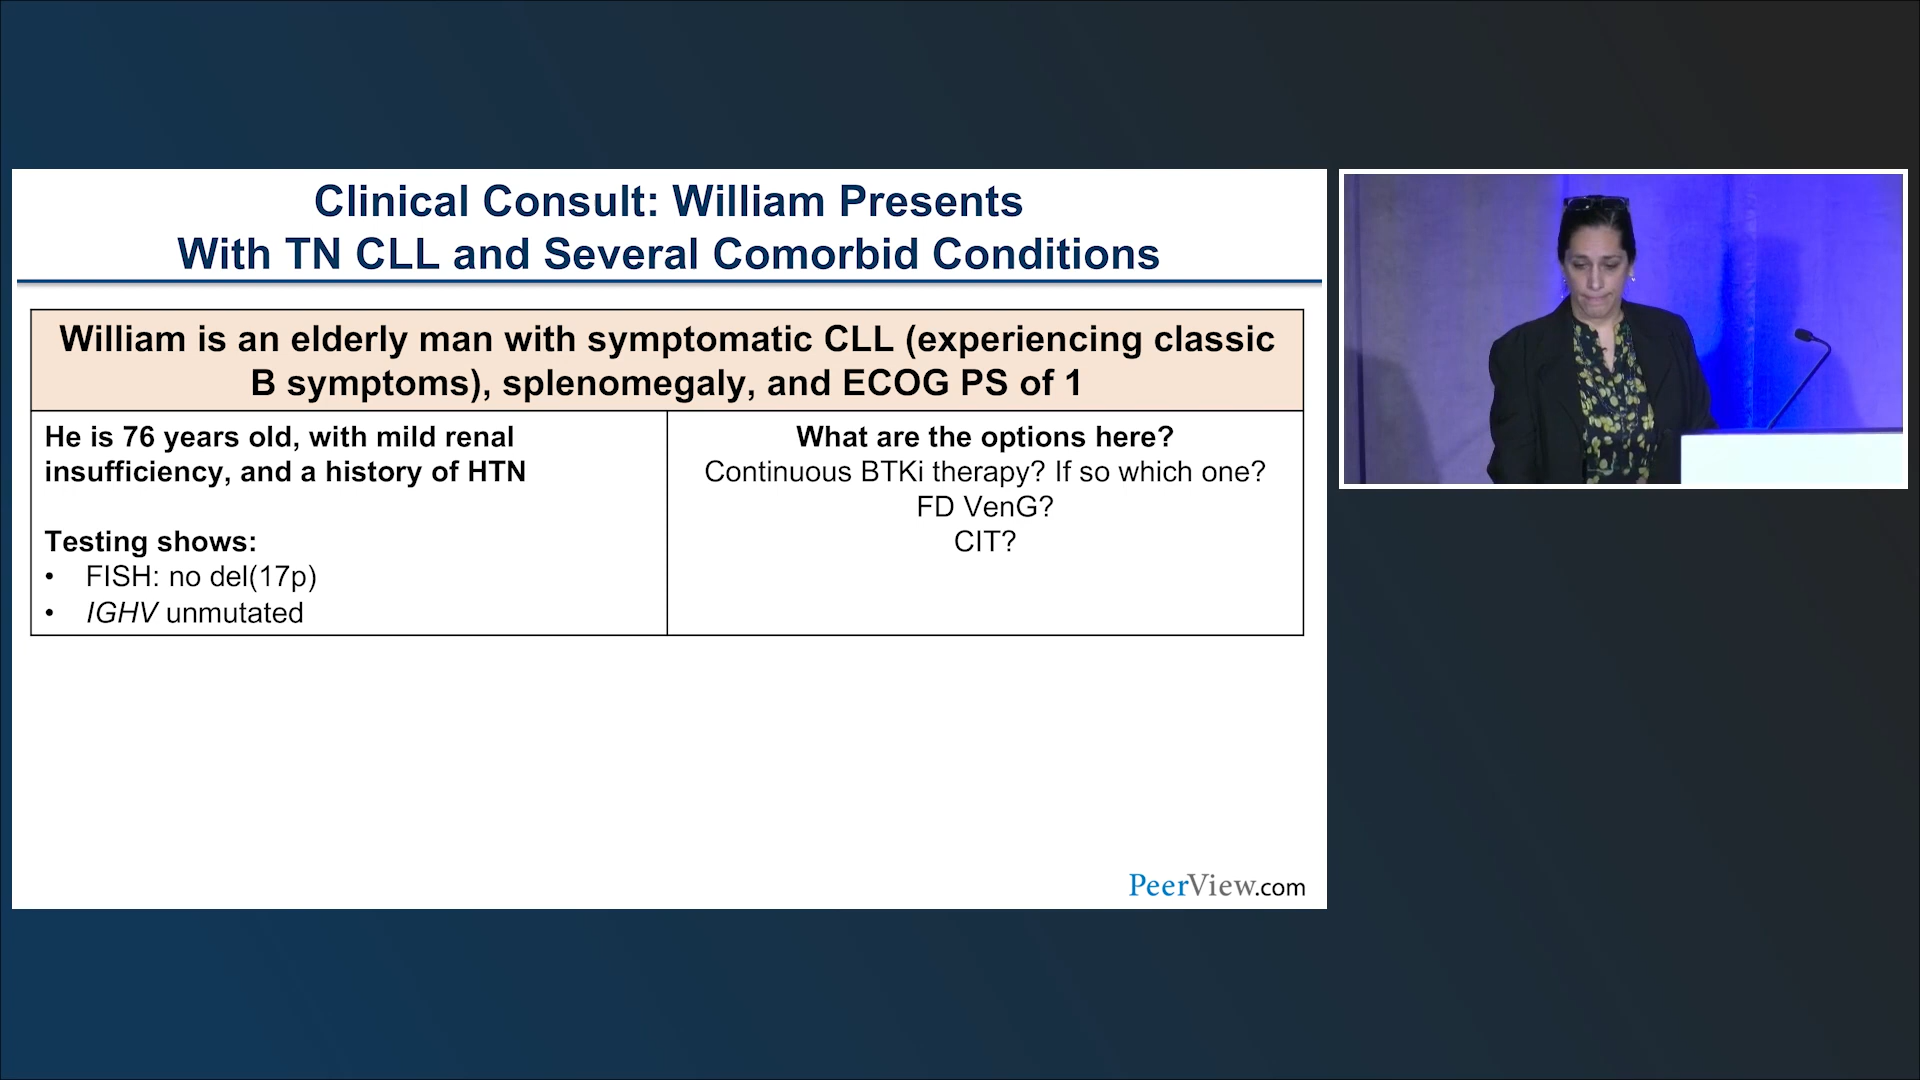 Clinical Consult: William Presents
With TN CLL and Several Comorbid Conditions
William is an elderly man with symptomatic CLL (experiencing classic
B symptoms), splenomegaly, and ECOG PS of 1
He is 76 years old, with mild renal
insufficiency, and a history of HTN
Testing shows:
• FISH: no del(17p)
• IGHV unmutated
What are the options here?
Continuous BTKi therapy? If so which one?
FD VenG?
CIT?
PeerView.com